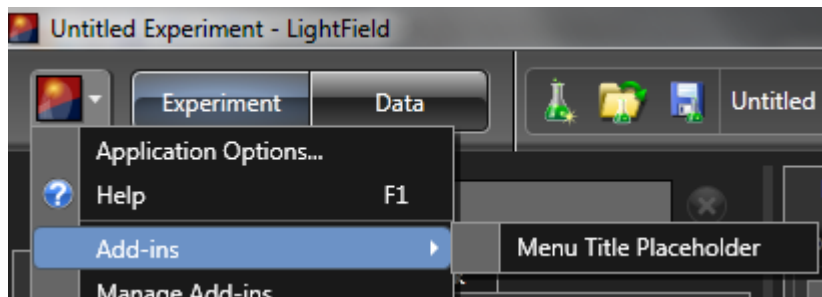 Untitled Experiment - LightField
Experiment Data Untitled
Application Options...
Help F1
Add-ins Menu Title Placeholder
Manage Add-ins